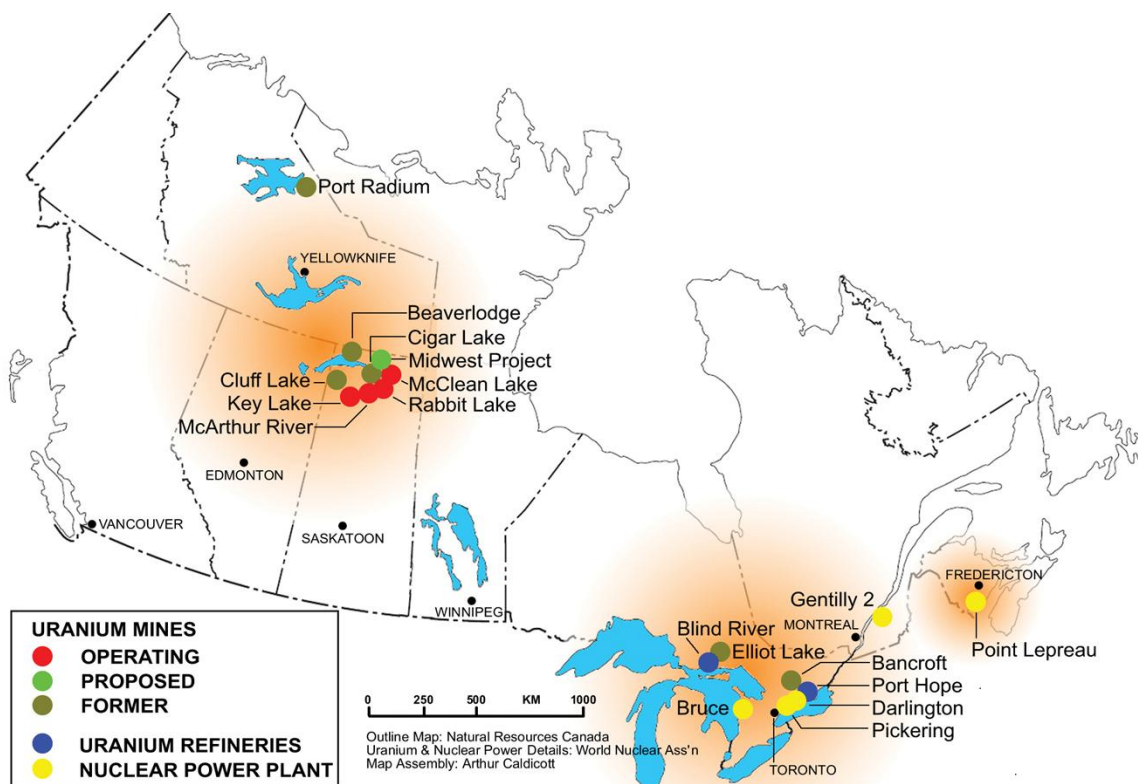 Port Radium
YELLOWKNIFE
Beaverlodge
Cigar Lake
Midwest Project
Cluff Lake
McClean Lake
Key Lake
Rabbit Lake
McArthur River
EDMONTON
VANCOUVER
SASKATOON
WINNIPEG
FREDERICTON
Gentilly 2
MONTREAL
Point Lepreau
Blind River
Elliot Lake
Bancroft
Port Hope
Bruce
Darlington
Pickering
TORONTO
URANIUM MINES
OPERATING
PROPOSED
FORMER
URANIUM REFINERIES
NUCLEAR POWER PLANT
0 250 500 KM 1000
Outline Map: Natural Resources Canada
Uranium & Nuclear Power Details: World Nuclear Ass'n
Map Assembly: Arthur Caldicott